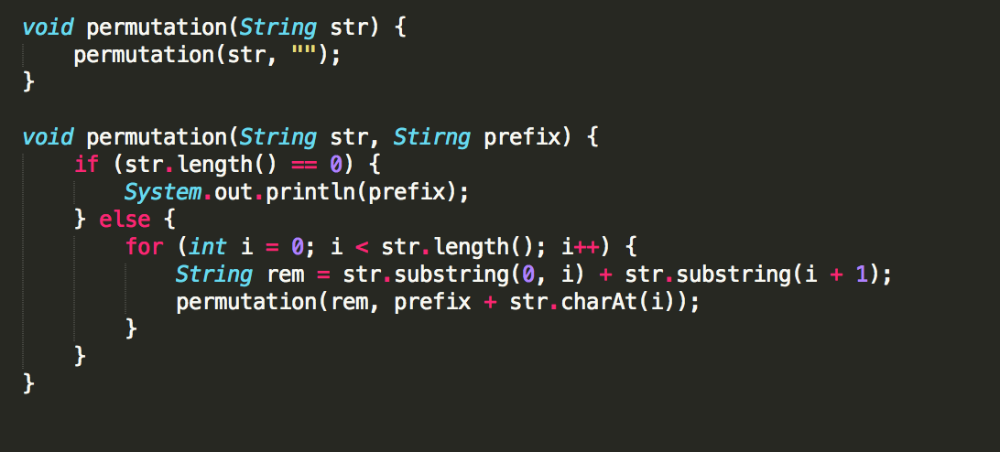 void permutation(String str) {
    permutation(str, "");
}

void permutation(String str, Stirng prefix) {
    if (str.length() == 0) {
        System.out.println(prefix);
    } else {
        for (int i = 0; i < str.length(); i++) {
            String rem = str.substring(0, i) + str.substring(i + 1);
            permutation(rem, prefix + str.charAt(i));
        }
    }
}